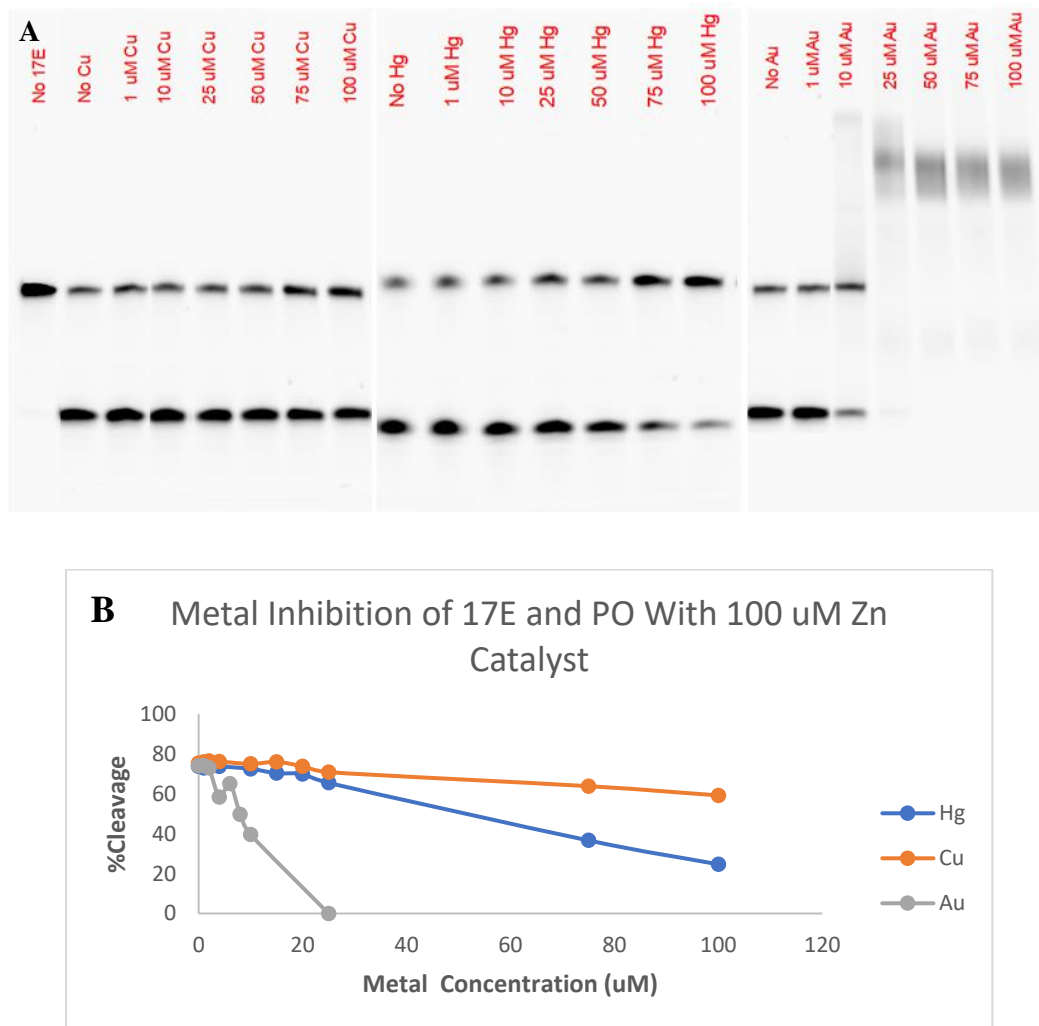 A
No 17E
No Cu
1 uM Cu
10 uM Cu
25 uM Cu
50 uM Cu
75 uM Cu
100 uM Cu
No Hg
1 uM Hg
10 uM Hg
25 uM Hg
50 uM Hg
75 uM Hg
100 uM Hg
No Au
1 uM Au
10 uM Au
25 uM Au
50 uM Au
75 uM Au
100 uM Au
B
Metal Inhibition of 17E and PO With 100 uM Zn
Catalyst
%Cleavage
100
80
60
40
20
0
0
20
40
60
80
100
120
Metal Concentration (uM)
Hg
Cu
Au